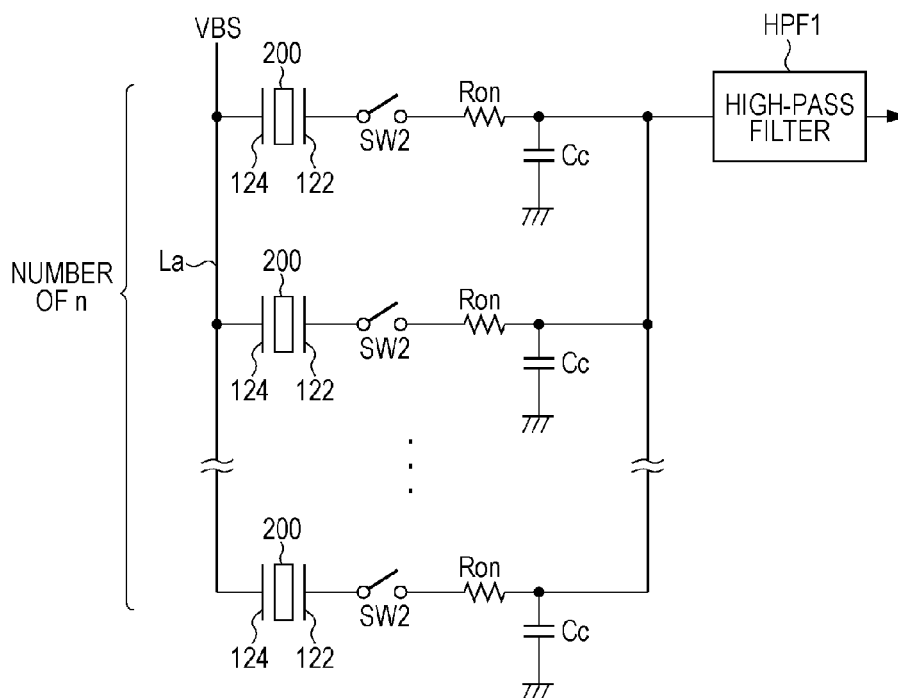 VBS
HPF1
200
Ron
HIGH-PASS
FILTER
SW2
Cc
124
122
La
NUMBER
OF n
200
Ron
SW2
Cc
124
122
200
Ron
SW2
Cc
124
122